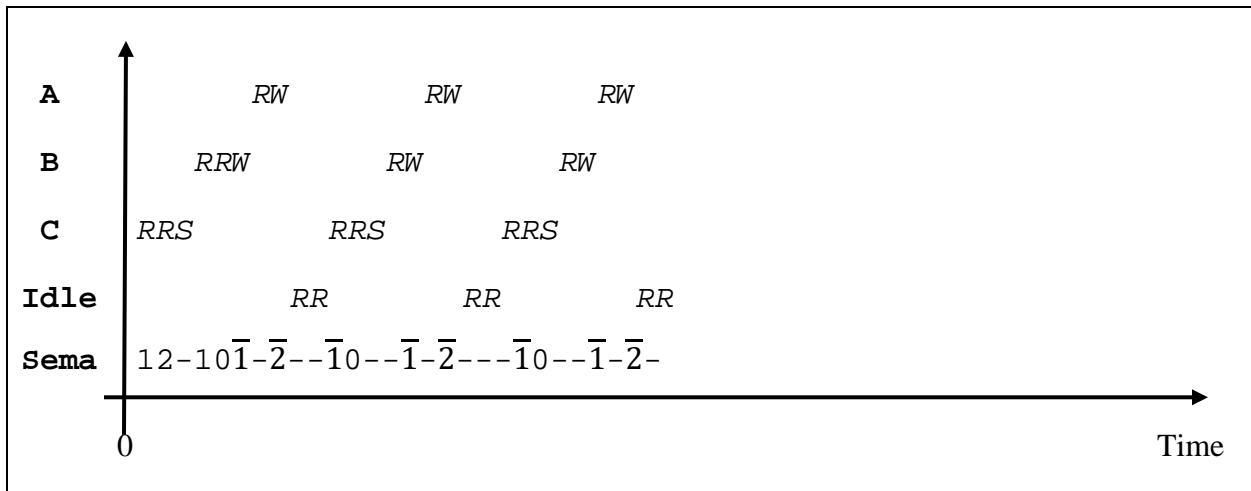 A RW RW RW
B RRW RW RW
C RRS RRS RRS
Idle RR RR RR
Sema 12-101̅-2̅--1̅0--1̅-2̅---1̅0--1̅-2̅-
0 Time